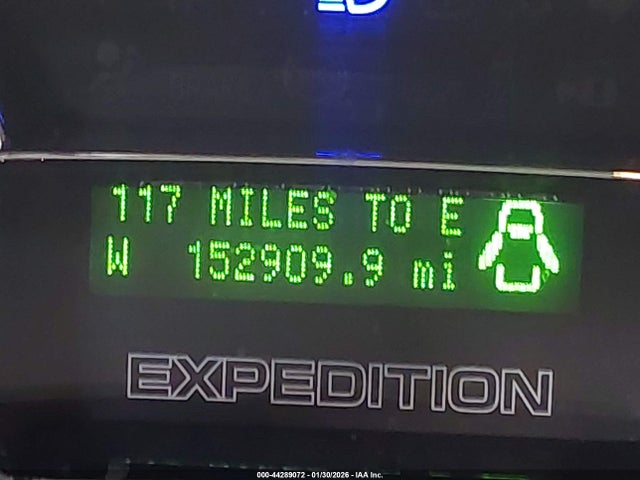 117 MILES TO E
W 152909.9 mi
EXPEDITION
000-44289072 - 01/30/2026 - IAA Inc.